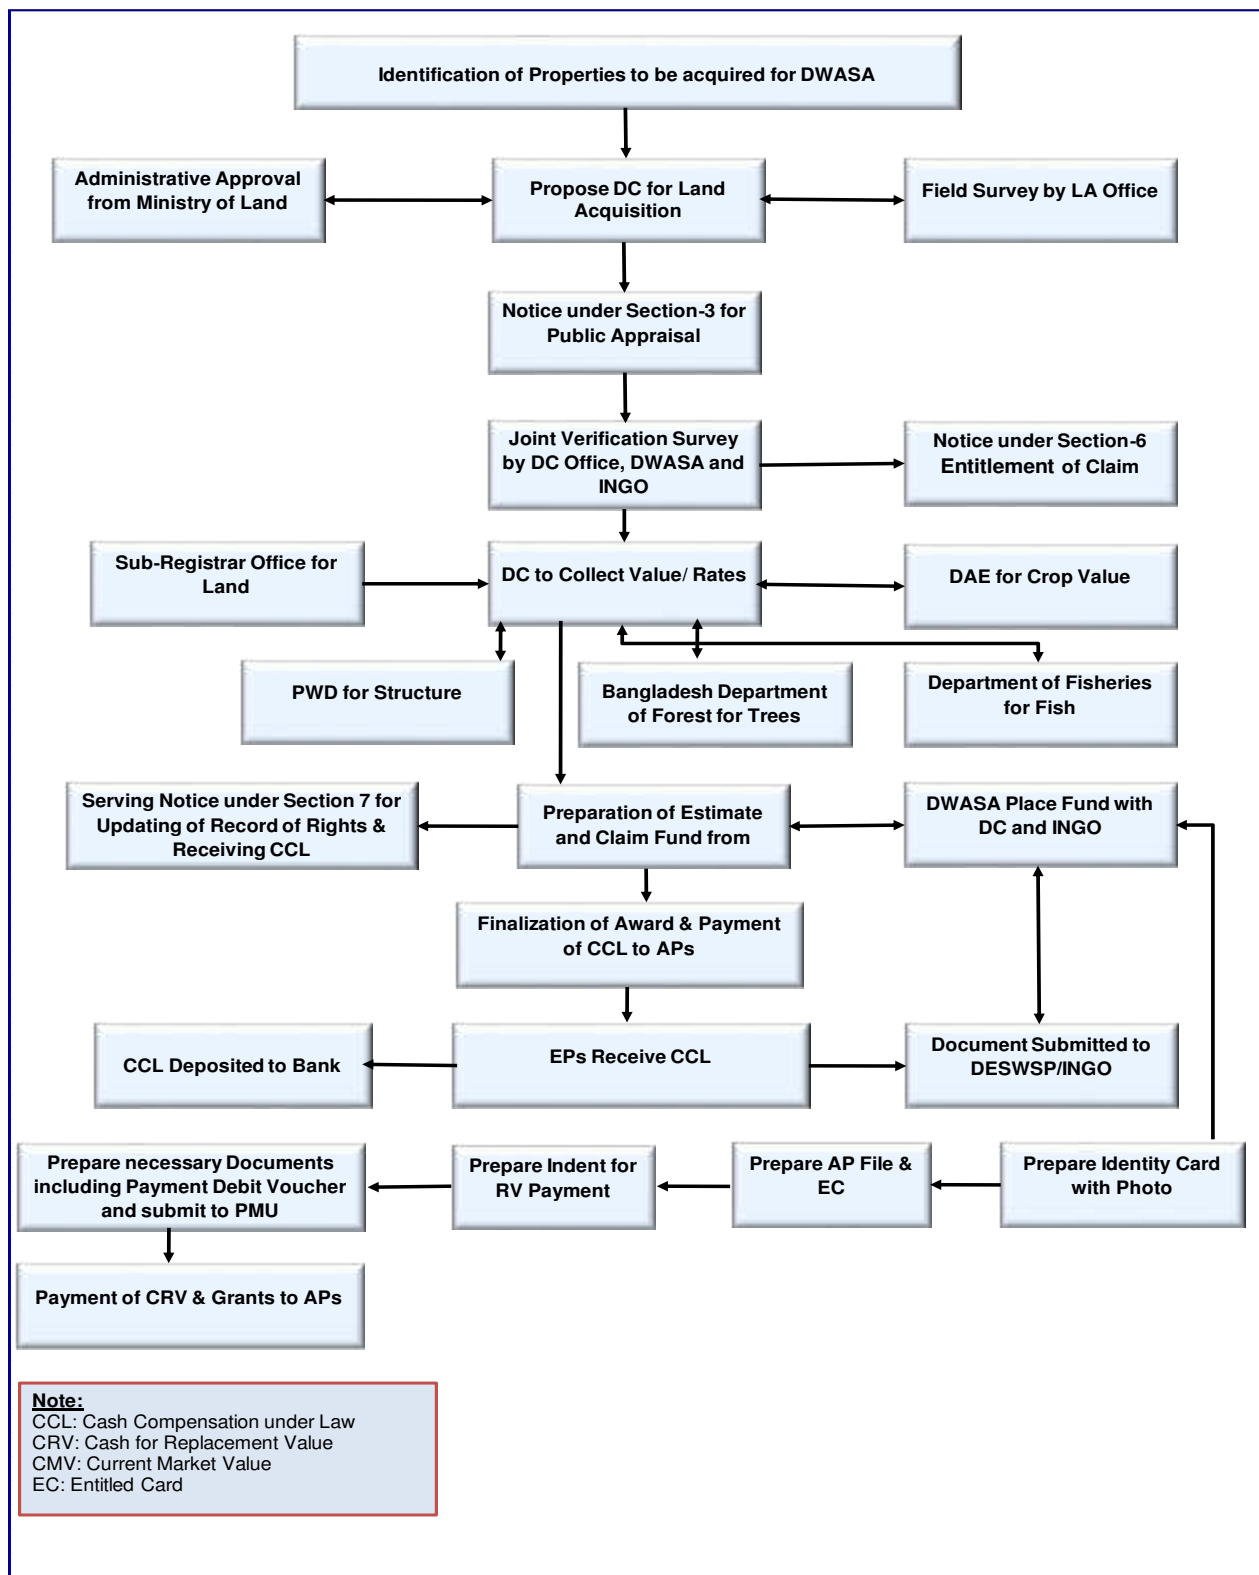 Identification of Properties to be acquired for DWASA
Administrative Approval
from Ministry of Land
Propose DC for Land
Acquisition
Field Survey by LA Office
Notice under Section-3 for
Public Appraisal
Joint Verification Survey
by DC Office, DWASA and
INGO
Notice under Section-6
Entitlement of Claim
Sub-Registrar Office for
Land
DC to Collect Value/ Rates
DAE for Crop Value
PWD for Structure
Bangladesh Department
of Forest for Trees
Department of Fisheries
for Fish
Serving Notice under Section 7 for
Updating of Record of Rights &
Receiving CCL
Preparation of Estimate
and Claim Fund from
DWASA Place Fund with
DC and INGO
Finalization of Award & Payment
of CCL to APs
CCL Deposited to Bank
EPs Receive CCL
Document Submitted to
DESWSP/INGO
Prepare necessary Documents
including Payment Debit Voucher
and submit to PMU
Prepare Indent for
RV Payment
Prepare AP File &
EC
Prepare Identity Card
with Photo
Payment of CRV & Grants to APs
Note:
CCL: Cash Compensation under Law
CRV: Cash for Replacement Value
CMV: Current Market Value
EC: Entitled Card